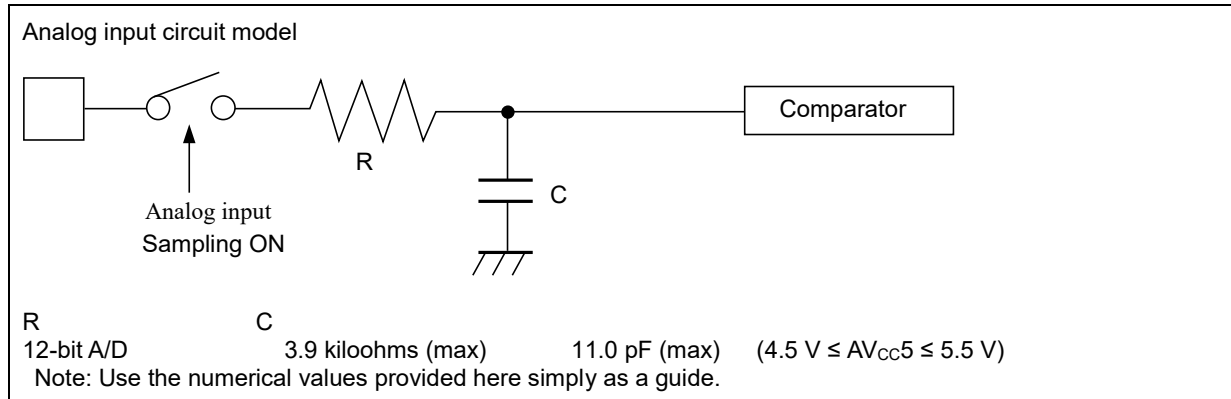 Analog input circuit model
Comparator
R
C
Analog input
Sampling ON
R C
12-bit A/D 3.9 kiloohms (max) 11.0 pF (max) (4.5 V ≤ AVCC5 ≤ 5.5 V)
Note: Use the numerical values provided here simply as a guide.